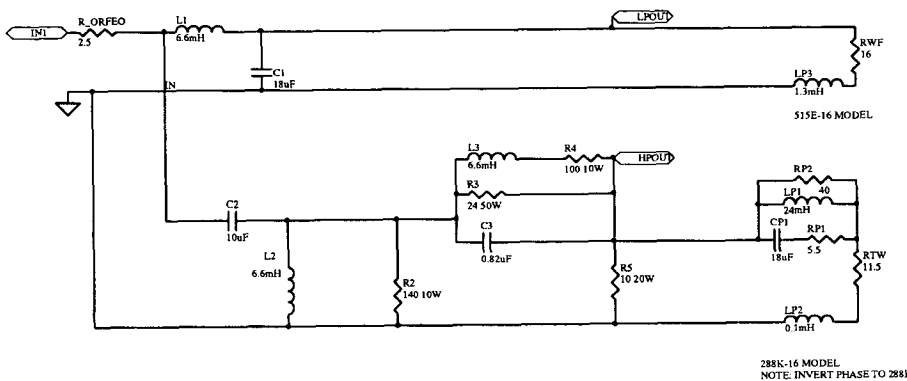 R_ORFEO
IN1
2.5
L1
6.6mH
LPOUT
C1
18uF
IN
RWF
16
LP3
1.3mH
515E-16 MODEL
L3
6.6mH
R4
100 10W
HPOUT
R3
24 50W
C2
10uF
C3
0.82uF
L2
6.6mH
R2
140 10W
R5
10 20W
RP2
40
LP1
24mH
CP1
18uF
RP1
5.5
RTW
11.5
LP2
0.1mH
288K-16 MODEL
NOTE: INVERT PHASE TO 288